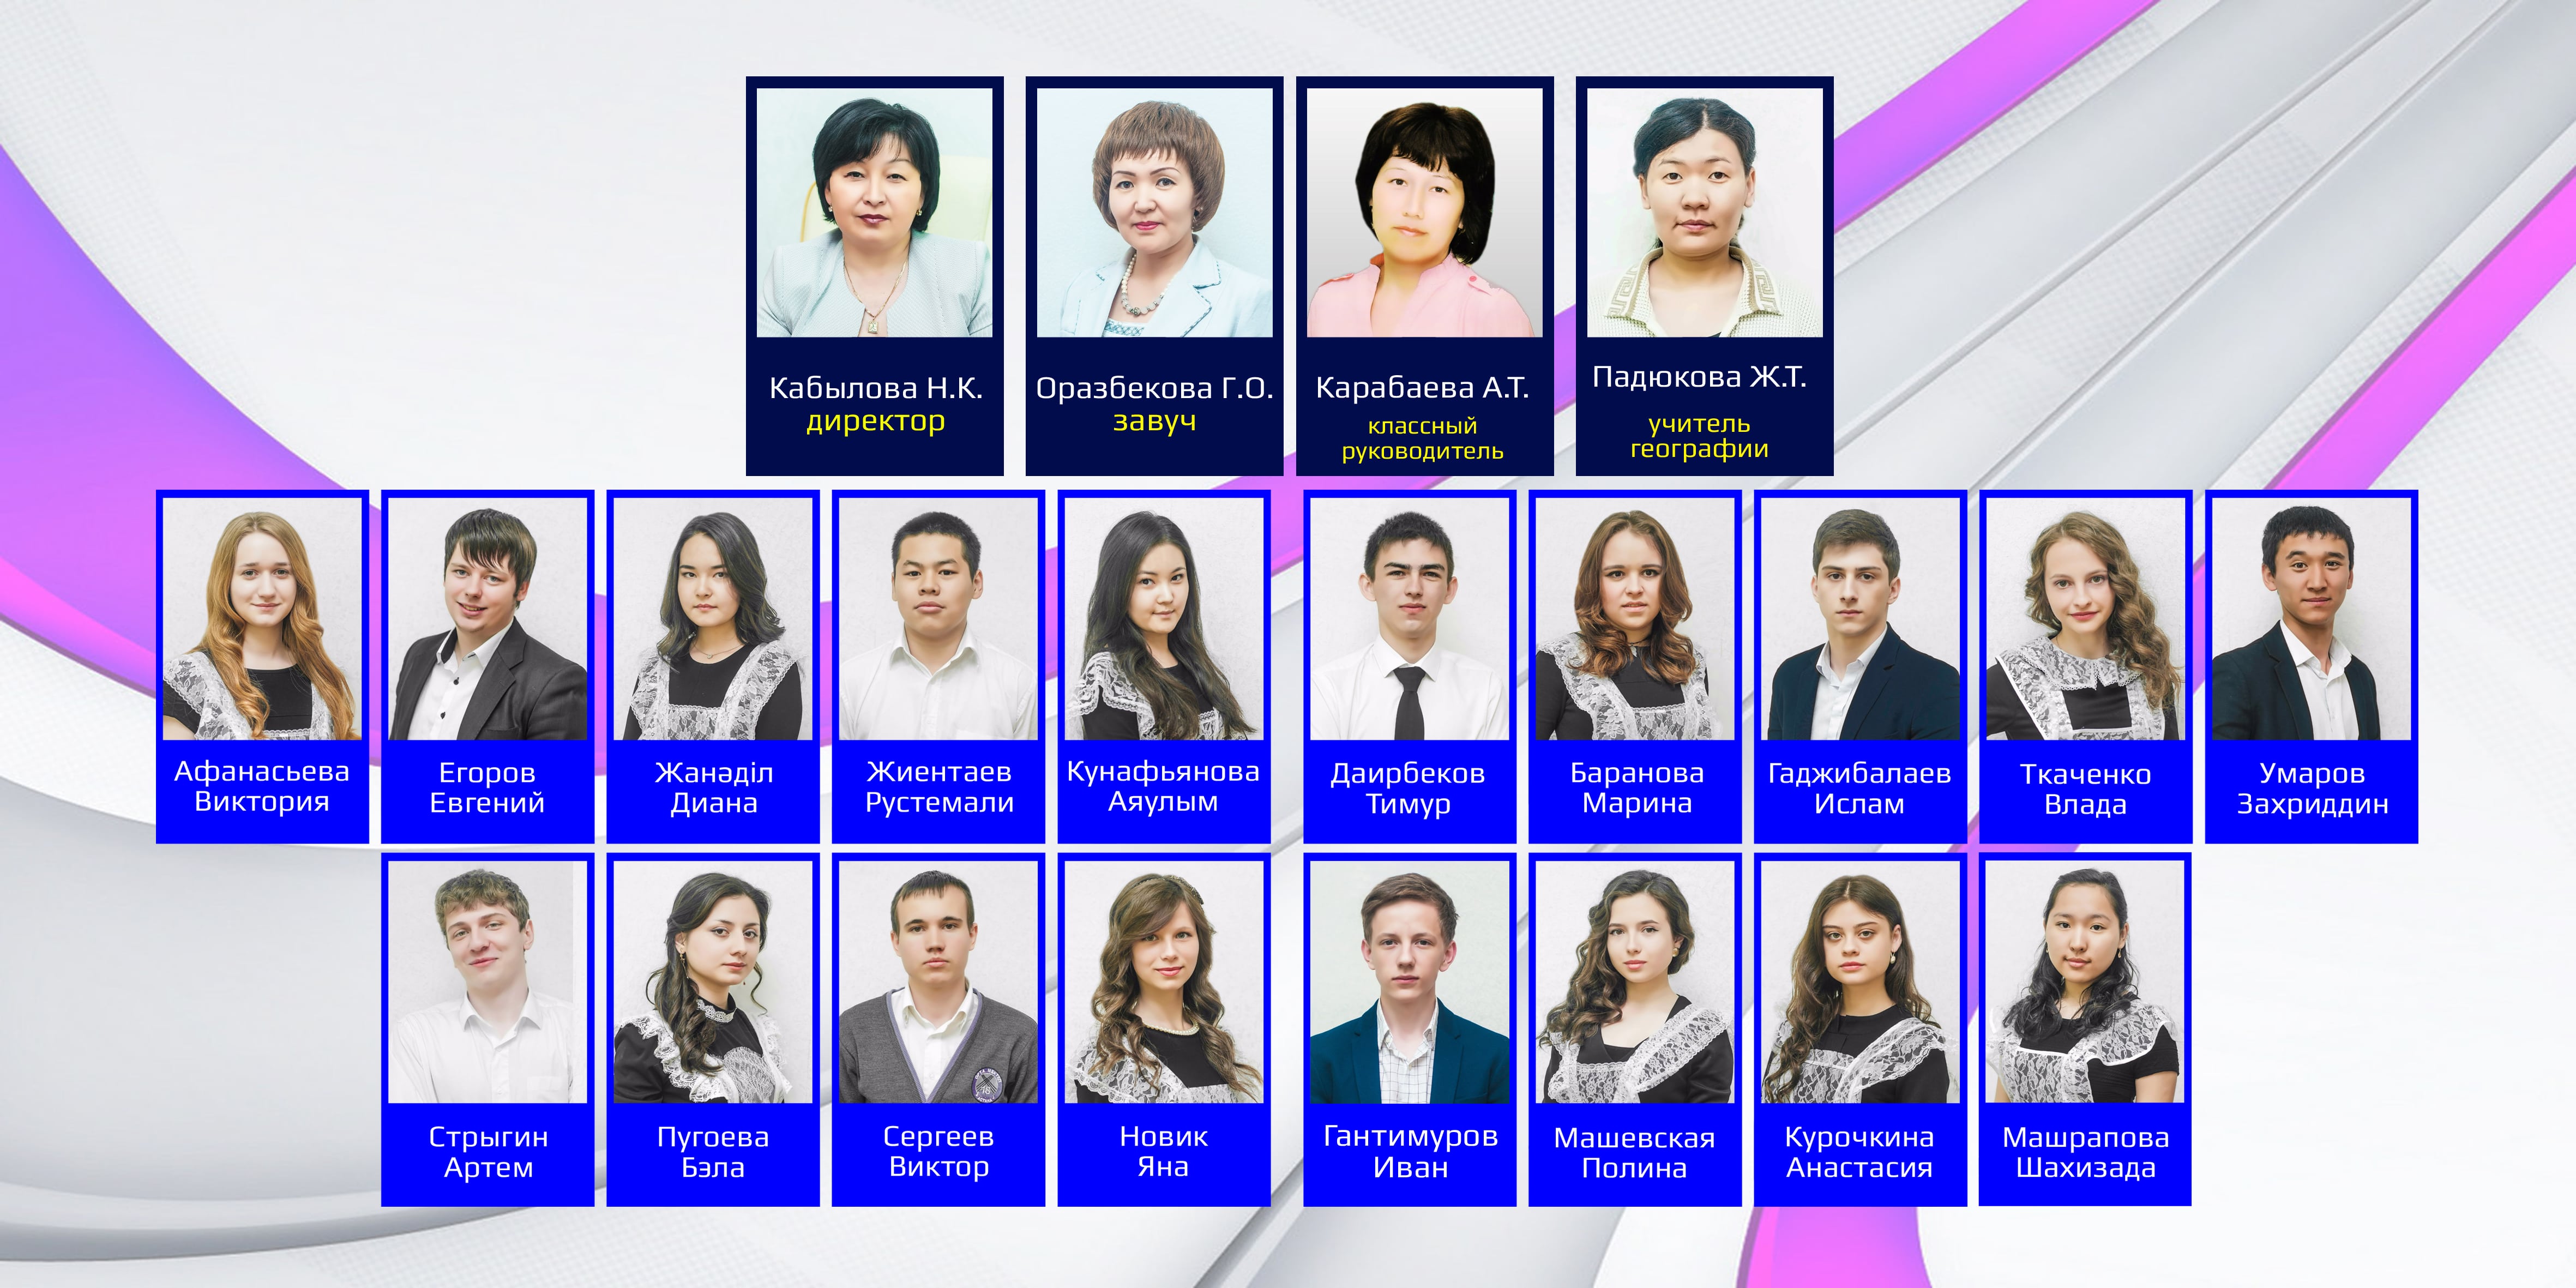 Кабылова Н.К.
директор
Оразбекова Г.О.
завуч
Карабаева А.Т.
классный
руководитель
Падюкова Ж.Т.
учитель
географии
Афанасьева
Виктория
Егоров
Евгений
Жанаділ
Диана
Жиентаев
Рустемали
Кунафьянова
Аяулым
Даирбеков
Тимур
Баранова
Марина
Гаджибалаев
Ислам
Ткаченко
Влада
Умаров
Захриддин
Стрыгин
Артем
Пугоева
Бэла
Сергеев
Виктор
Новик
Яна
Гантимуров
Иван
Машевская
Полина
Курочкина
Анастасия
Машрапова
Шахизада